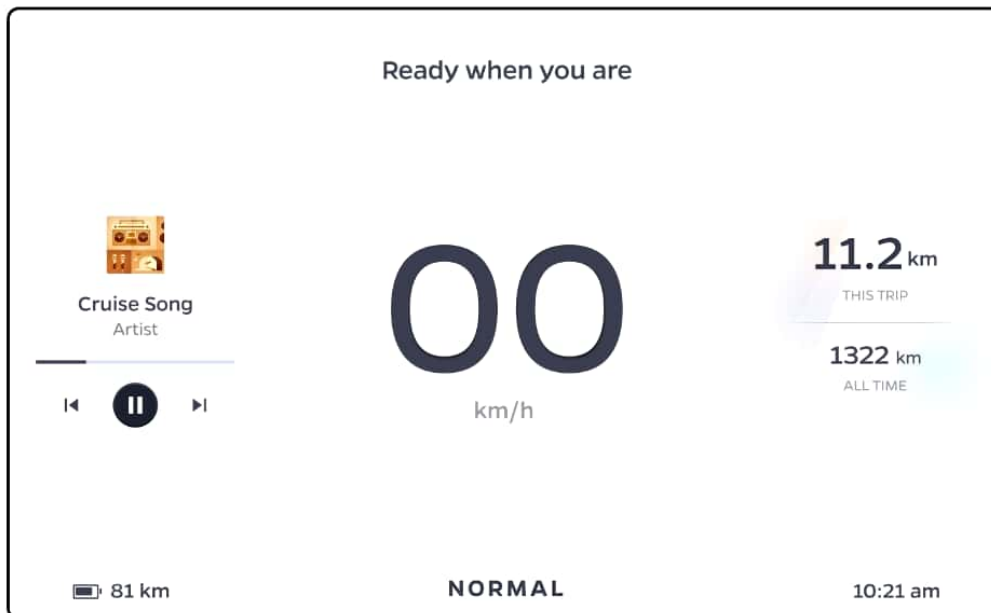 Ready when you are
Cruise Song
Artist
00
km/h
11.2 km
THIS TRIP
1322 km
ALL TIME
81 km
NORMAL
10:21 am